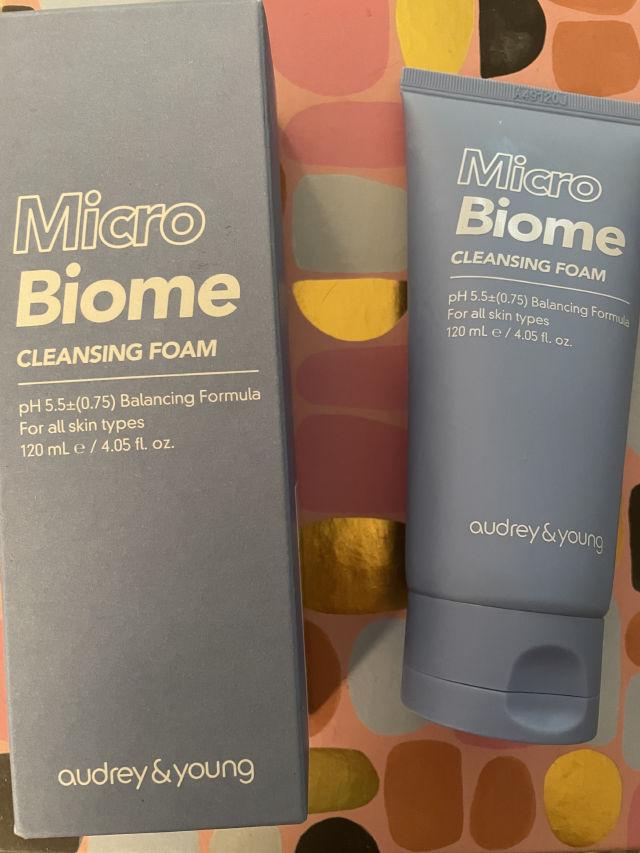 Micro
Biome
CLEANSING FOAM
pH 5.5±(0.75) Balancing Formula
For all skin types
120 mL ℮ / 4.05 fl. oz.
audrey&young
Micro
Biome
CLEANSING FOAM
pH 5.5±(0.75) Balancing Formula
For all skin types
120 mL ℮ / 4.05 fl. oz.
audrey&young